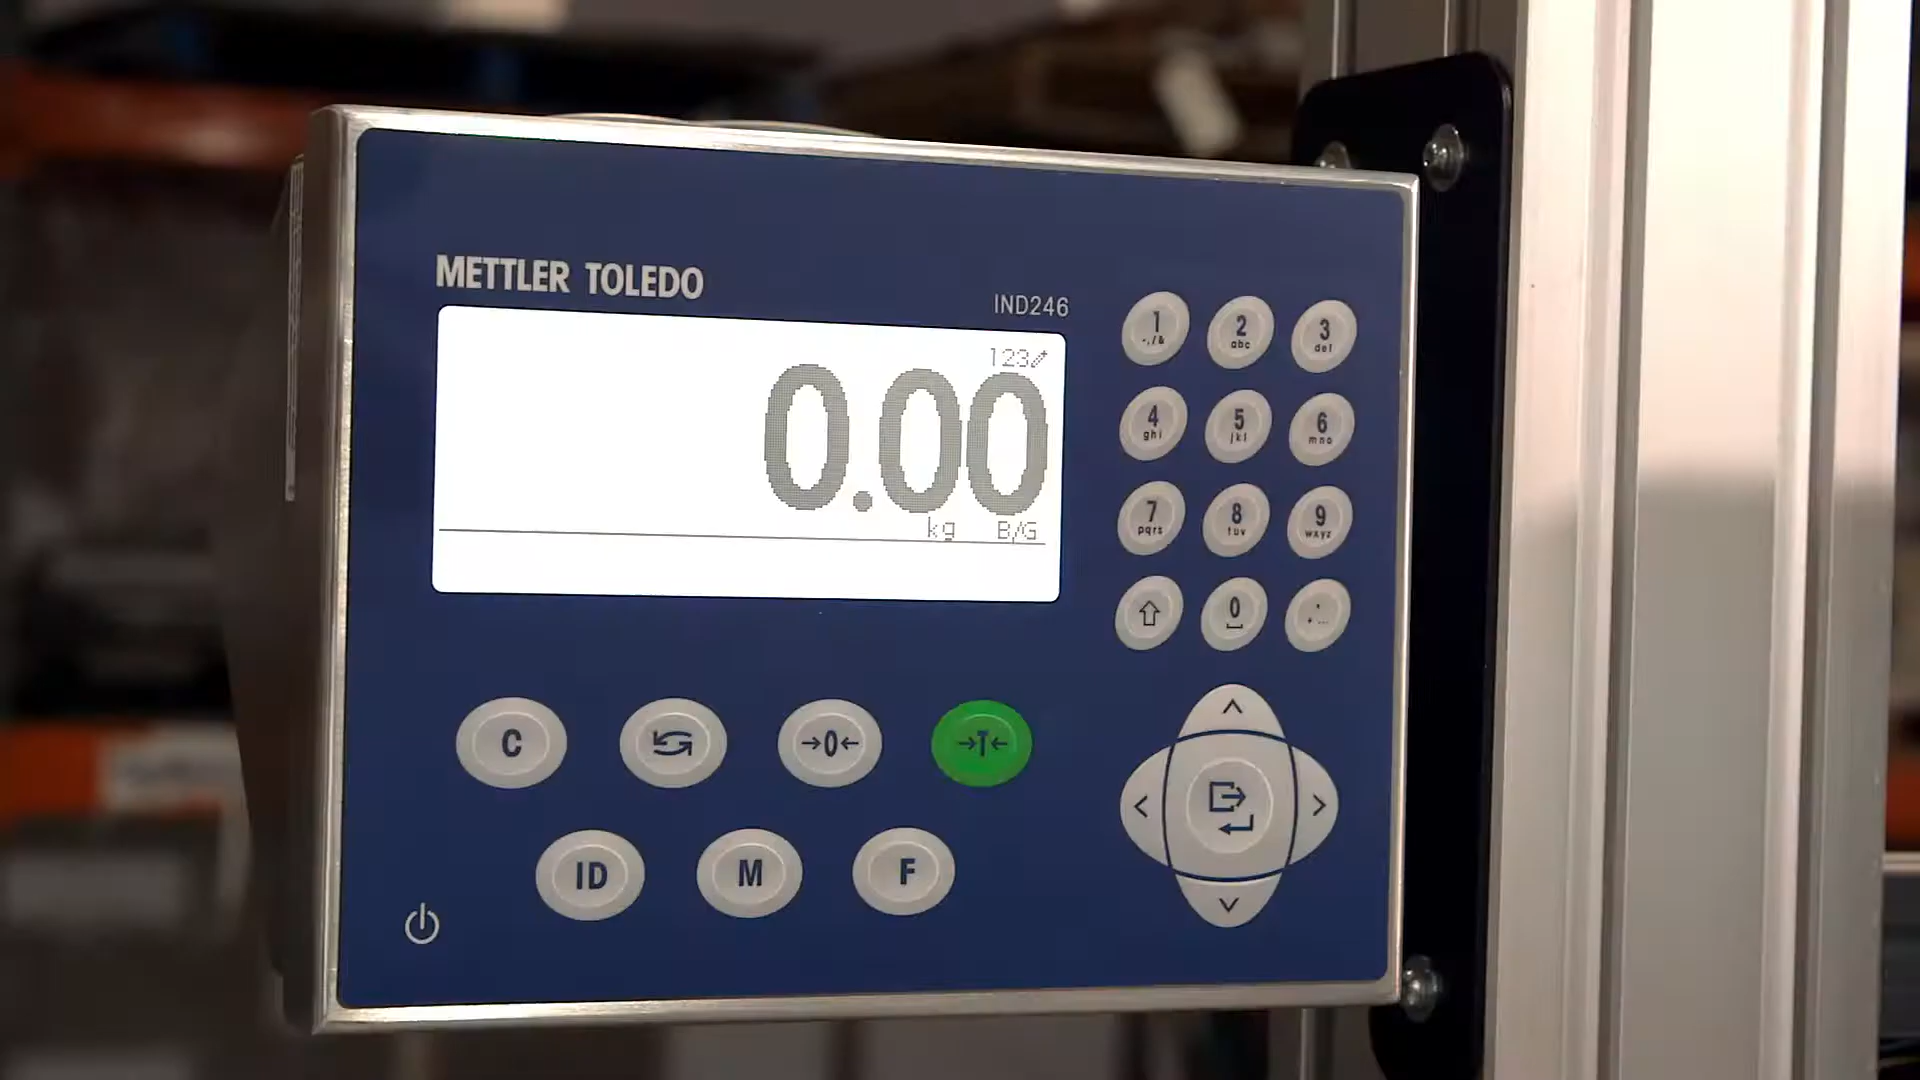 METTLER TOLEDO
IND246
123
0.00
kg B/G
1 2 3
-,/& abc def
4 5 6
ghi jkl mno
7 8 9
pqrs tuv wxyz
0
C →0← →T←
ID M F